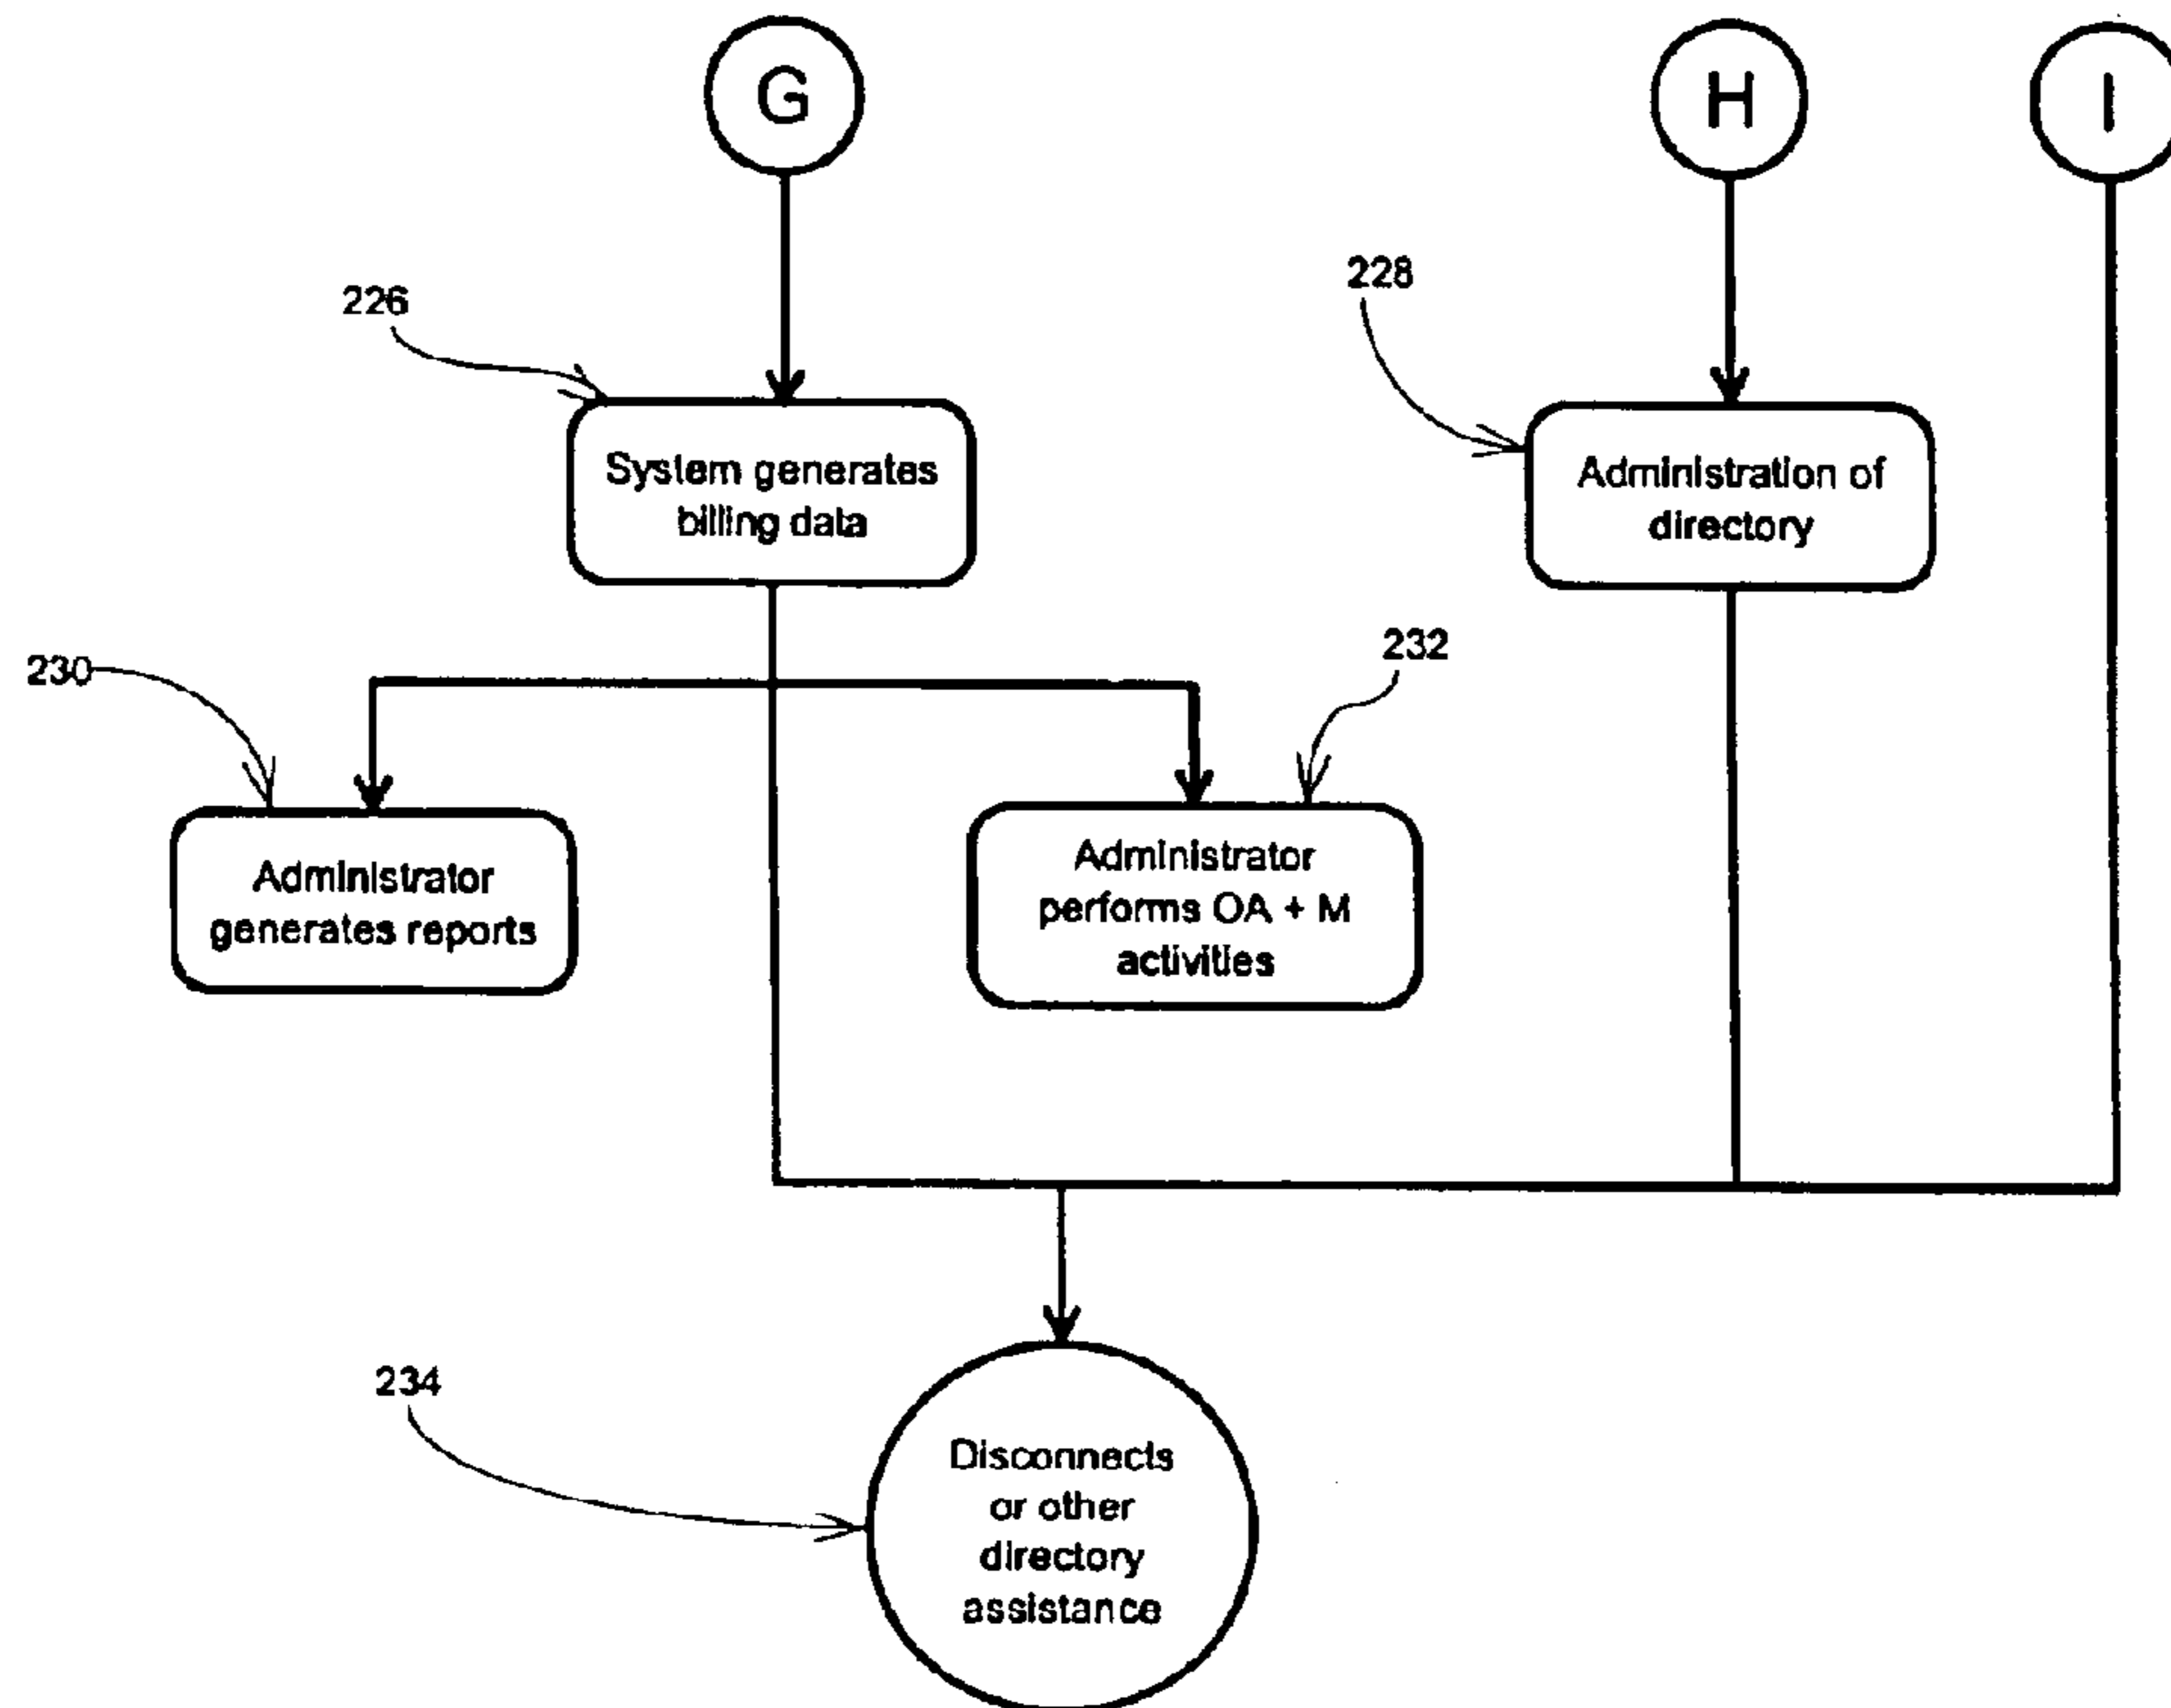 G
H
I
226
228
System generates
billing data
Administration of
directory
230
232
Administrator
generates reports
Administrator
performs OA + M
activities
234
Disconnects
or other
directory
assistance